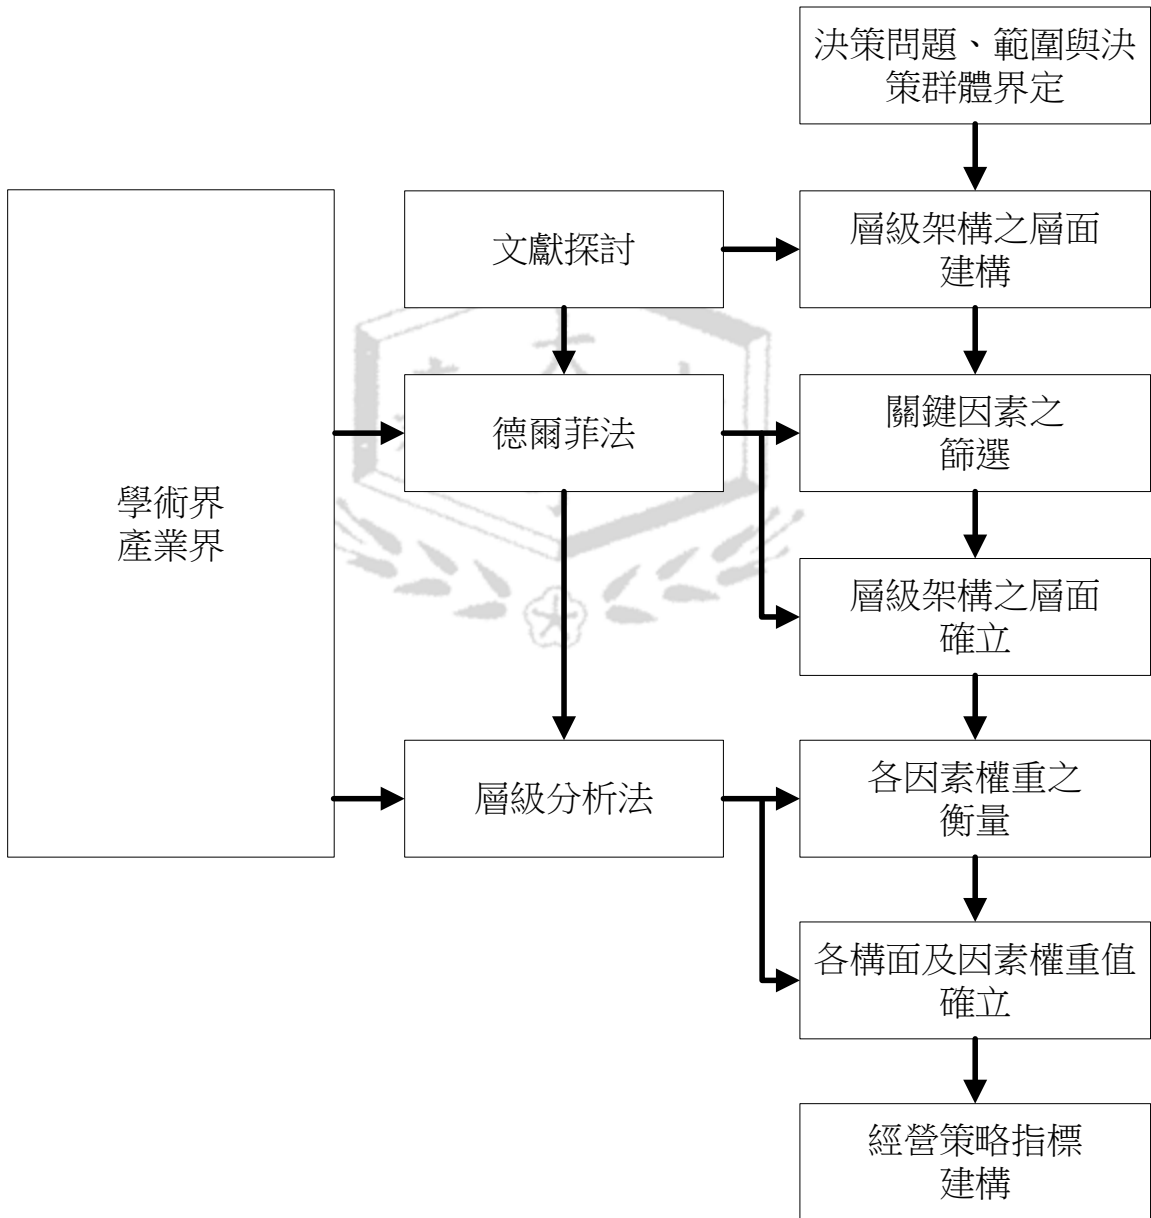 決策問題、範圍與決
策群體界定
文獻探討
層級架構之層面
建構
德爾菲法
關鍵因素之
篩選
學術界
產業界
層級架構之層面
確立
層級分析法
各因素權重之
衡量
各構面及因素權重值
確立
經營策略指標
建構